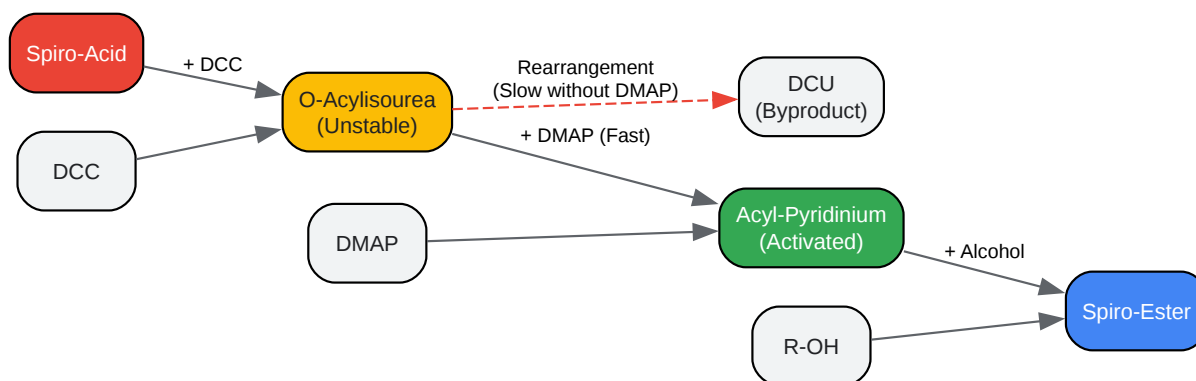 Spiro-Acid
+ DCC
DCC
O-Acylisourea
(Unstable)
Rearrangement
(Slow without DMAP)
DCU
(Byproduct)
+ DMAP (Fast)
DMAP
Acyl-Pyridinium
(Activated)
+ Alcohol
R-OH
Spiro-Ester